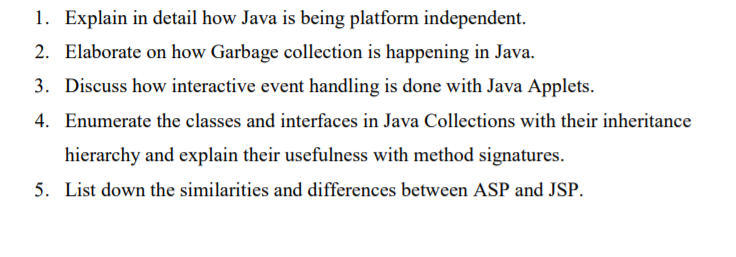 1. Explain in detail how Java is being platform independent.
2. Elaborate on how Garbage collection is happening in Java.
3. Discuss how interactive event handling is done with Java Applets.
4. Enumerate the classes and interfaces in Java Collections with their inheritance
hierarchy and explain their usefulness with method signatures.
5. List down the similarities and differences between ASP and JSP.